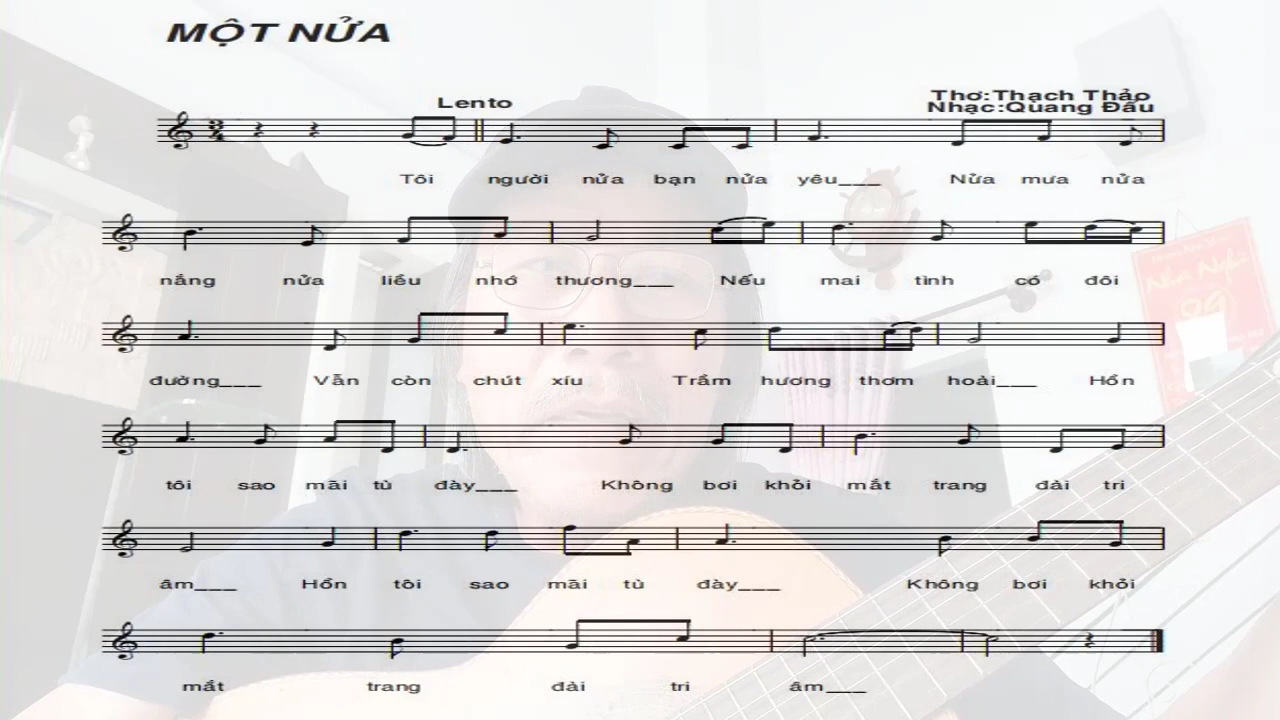 MỘT NỬA
Lento
Thơ:Thạch Thảo
Nhạc:Quang Đấu
Tôi người nửa bạn nửa yêu___ Nửa mưa nửa
nắng nửa liều nhớ thương___ Nếu mai tình có đôi
đường___ Vẫn còn chút xíu Trầm hương thơm hoài___ Hồn
tôi sao mãi tù đày___ Không bơi khỏi mắt trang đài tri
âm___ Hồn tôi sao mãi tù đày___ Không bơi khỏi
mắt trang đài tri âm___